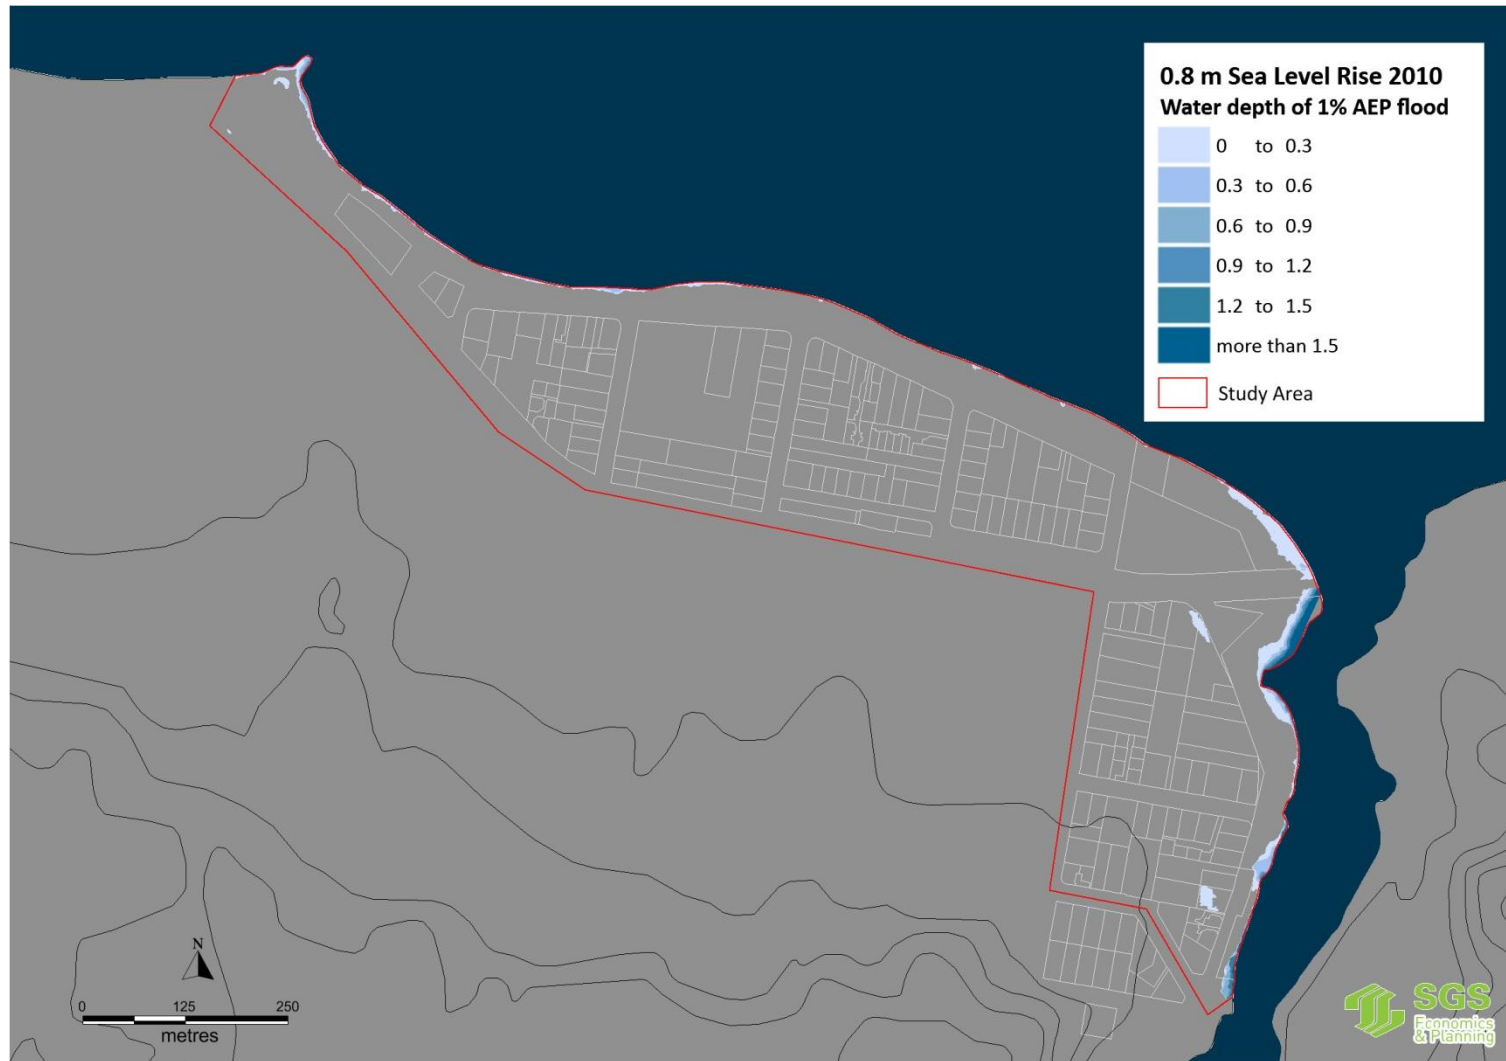 0.8 m Sea Level Rise 2010
Water depth of 1% AEP flood
0 to 0.3
0.3 to 0.6
0.6 to 0.9
0.9 to 1.2
1.2 to 1.5
more than 1.5
Study Area
N
0 125 250
metres
SGS
Economics
& Planning